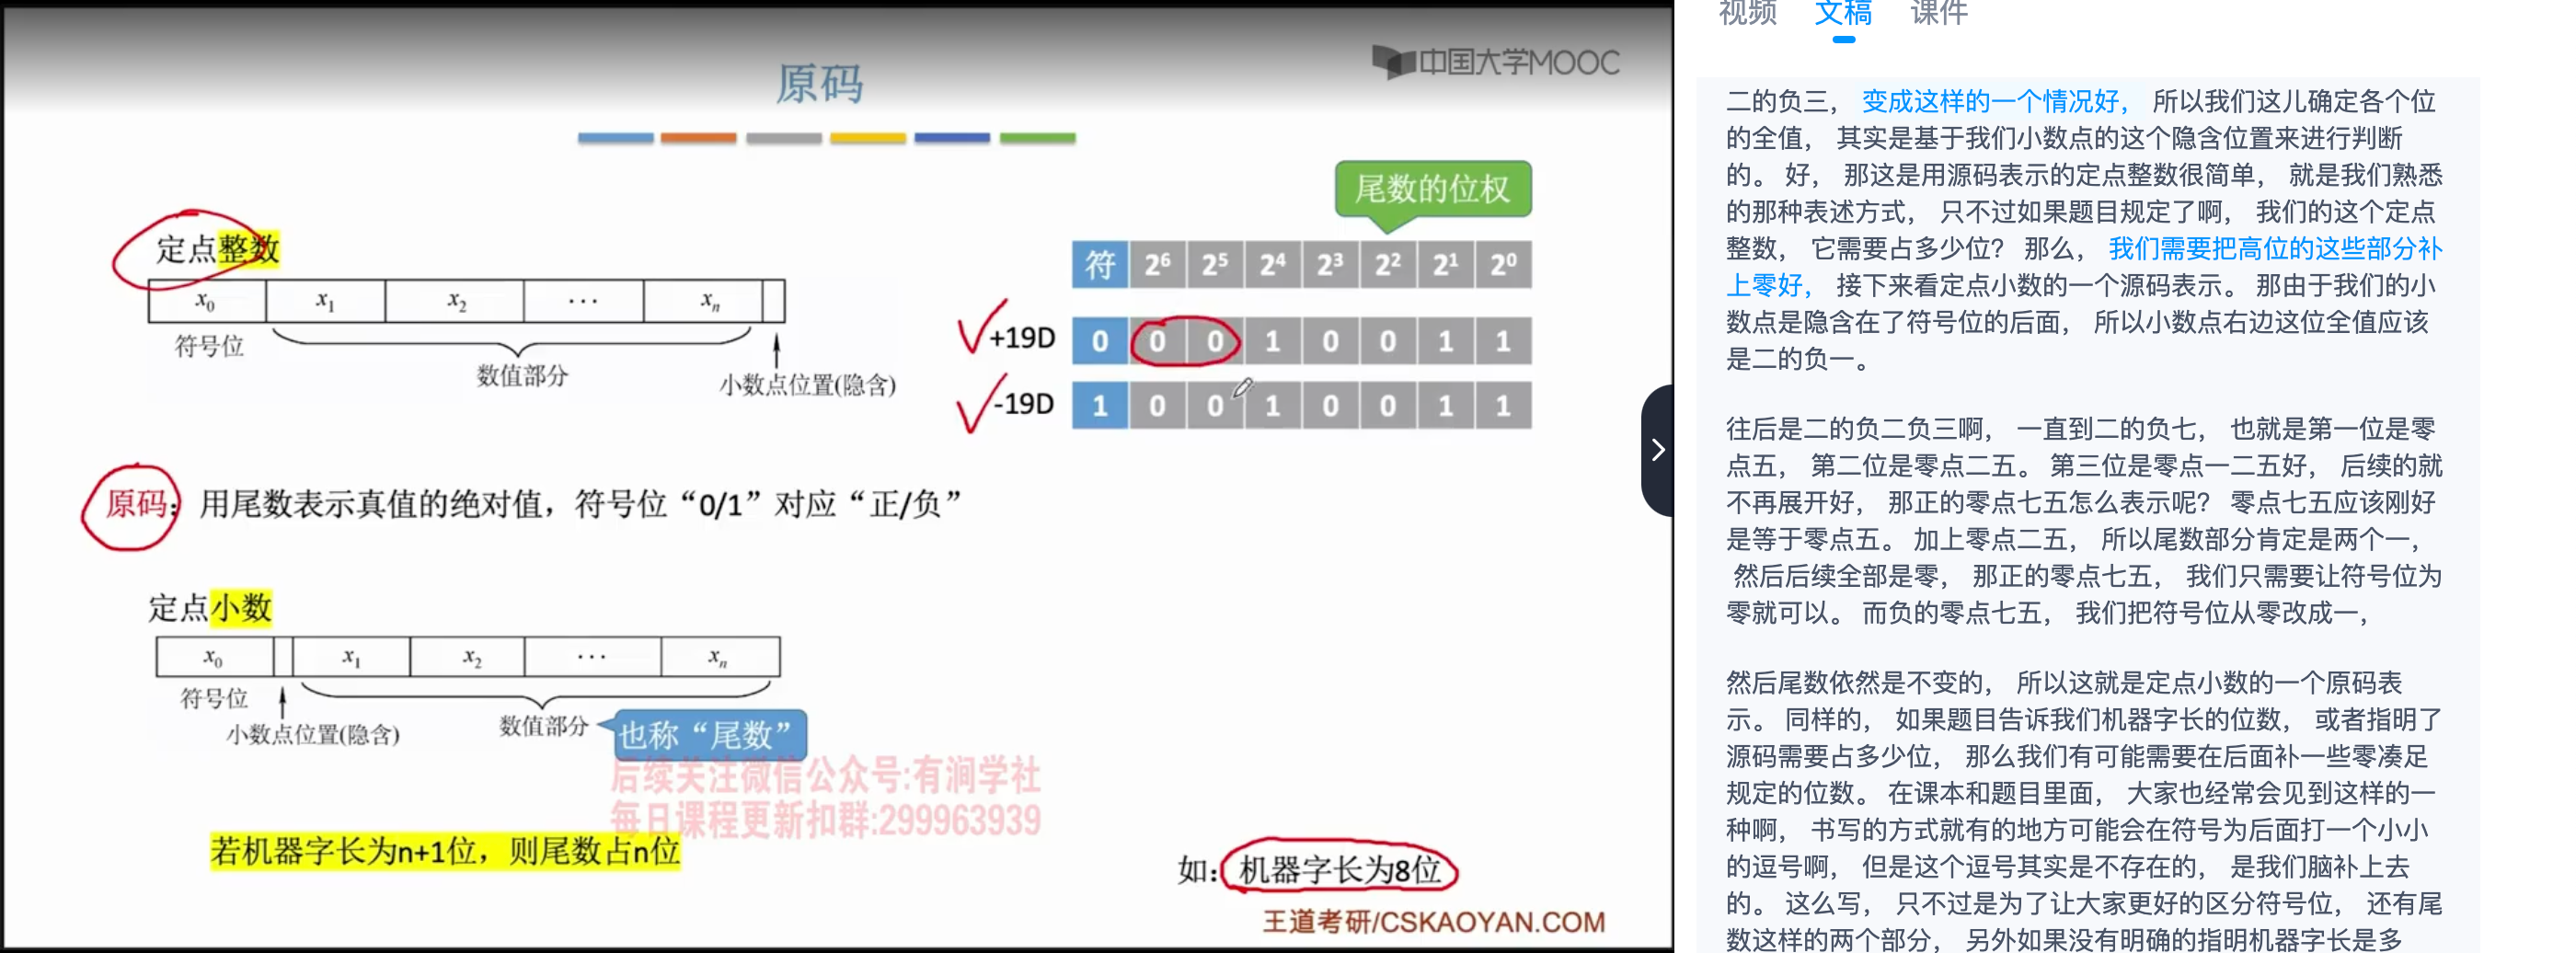 中国大学MOOC
原码
尾数的位权
定点整数
x0 x1 x2 ··· xn
符号位
数值部分
小数点位置(隐含)
符 2⁶ 2⁵ 2⁴ 2³ 2² 2¹ 2⁰
+19D 0 0 0 1 0 0 1 1
-19D 1 0 0 1 0 0 1 1
原码：用尾数表示真值的绝对值，符号位“0/1”对应“正/负”
定点小数
x0 x1 x2 ··· xn
符号位
小数点位置(隐含)
数值部分
也称“尾数”
后续关注微信公众号:有涧学社
每日课程更新扣群:299963939
若机器字长为n+1位，则尾数占n位
如：机器字长为8位
王道考研/CSKAOYAN.COM
视频 文稿 课件
二的负三， 变成这样的一个情况好， 所以我们这儿确定各个位
的全值， 其实是基于我们小数点的这个隐含位置来进行判断
的。 好， 那这是用源码表示的定点整数很简单， 就是我们熟悉
的那种表述方式， 只不过如果题目规定了啊， 我们的这个定点
整数， 它需要占多少位？ 那么， 我们需要把高位的这些部分补
上零好， 接下来看定点小数的一个源码表示。 那由于我们的小
数点是隐含在了符号位的后面， 所以小数点右边这位全值应该
是二的负一。
往后是二的负二负三啊， 一直到二的负七， 也就是第一位是零
点五， 第二位是零点二五。 第三位是零点一二五好， 后续的就
不再展开好， 那正的零点七五怎么表示呢？ 零点七五应该刚好
是等于零点五。 加上零点二五， 所以尾数部分肯定是两个一，
然后后续全部是零， 那正的零点七五， 我们只需要让符号位为
零就可以。 而负的零点七五， 我们把符号位从零改成一，
然后尾数依然是不变的， 所以这就是定点小数的一个原码表
示。 同样的， 如果题目告诉我们机器字长的位数， 或者指明了
源码需要占多少位， 那么我们有可能需要在后面补一些零凑足
规定的位数。 在课本和题目里面， 大家也经常会见到这样的一
种啊， 书写的方式就有的地方可能会在符号为后面打一个小小
的逗号啊， 但是这个逗号其实是不存在的， 是我们脑补上去
的。 这么写， 只不过是为了让大家更好的区分符号位， 还有尾
数这样的两个部分， 另外如果没有明确的指明机器字长是多